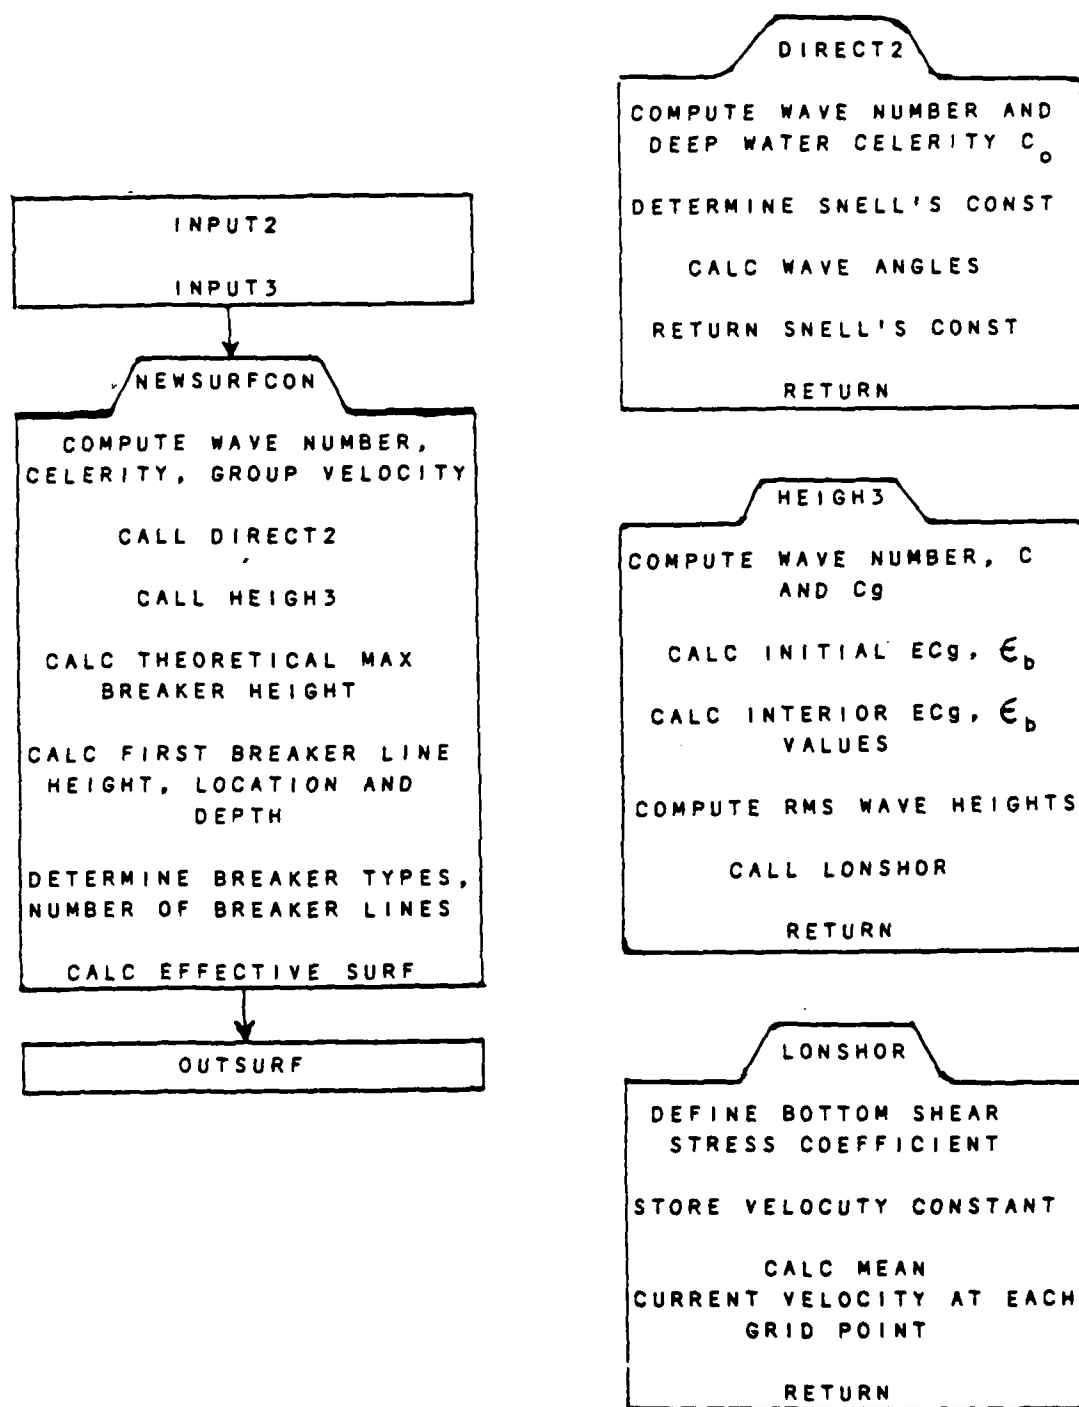 INPUT2
INPUT3
NEWSURFCON
COMPUTE WAVE NUMBER,
CELERITY, GROUP VELOCITY
CALL DIRECT2
CALL HEIGH3
CALC THEORETICAL MAX
BREAKER HEIGHT
CALC FIRST BREAKER LINE
HEIGHT, LOCATION AND
DEPTH
DETERMINE BREAKER TYPES,
NUMBER OF BREAKER LINES
CALC EFFECTIVE SURF
OUTSURF
DIRECT2
COMPUTE WAVE NUMBER AND
DEEP WATER CELERITY Co
DETERMINE SNELL'S CONST
CALC WAVE ANGLES
RETURN SNELL'S CONST
RETURN
HEIGH3
COMPUTE WAVE NUMBER, C
AND Cg
CALC INITIAL ECg, ∈b
CALC INTERIOR ECg, ∈b
VALUES
COMPUTE RMS WAVE HEIGHTS
CALL LONSHOR
RETURN
LONSHOR
DEFINE BOTTOM SHEAR
STRESS COEFFICIENT
STORE VELOCUTY CONSTANT
CALC MEAN
CURRENT VELOCITY AT EACH
GRID POINT
RETURN